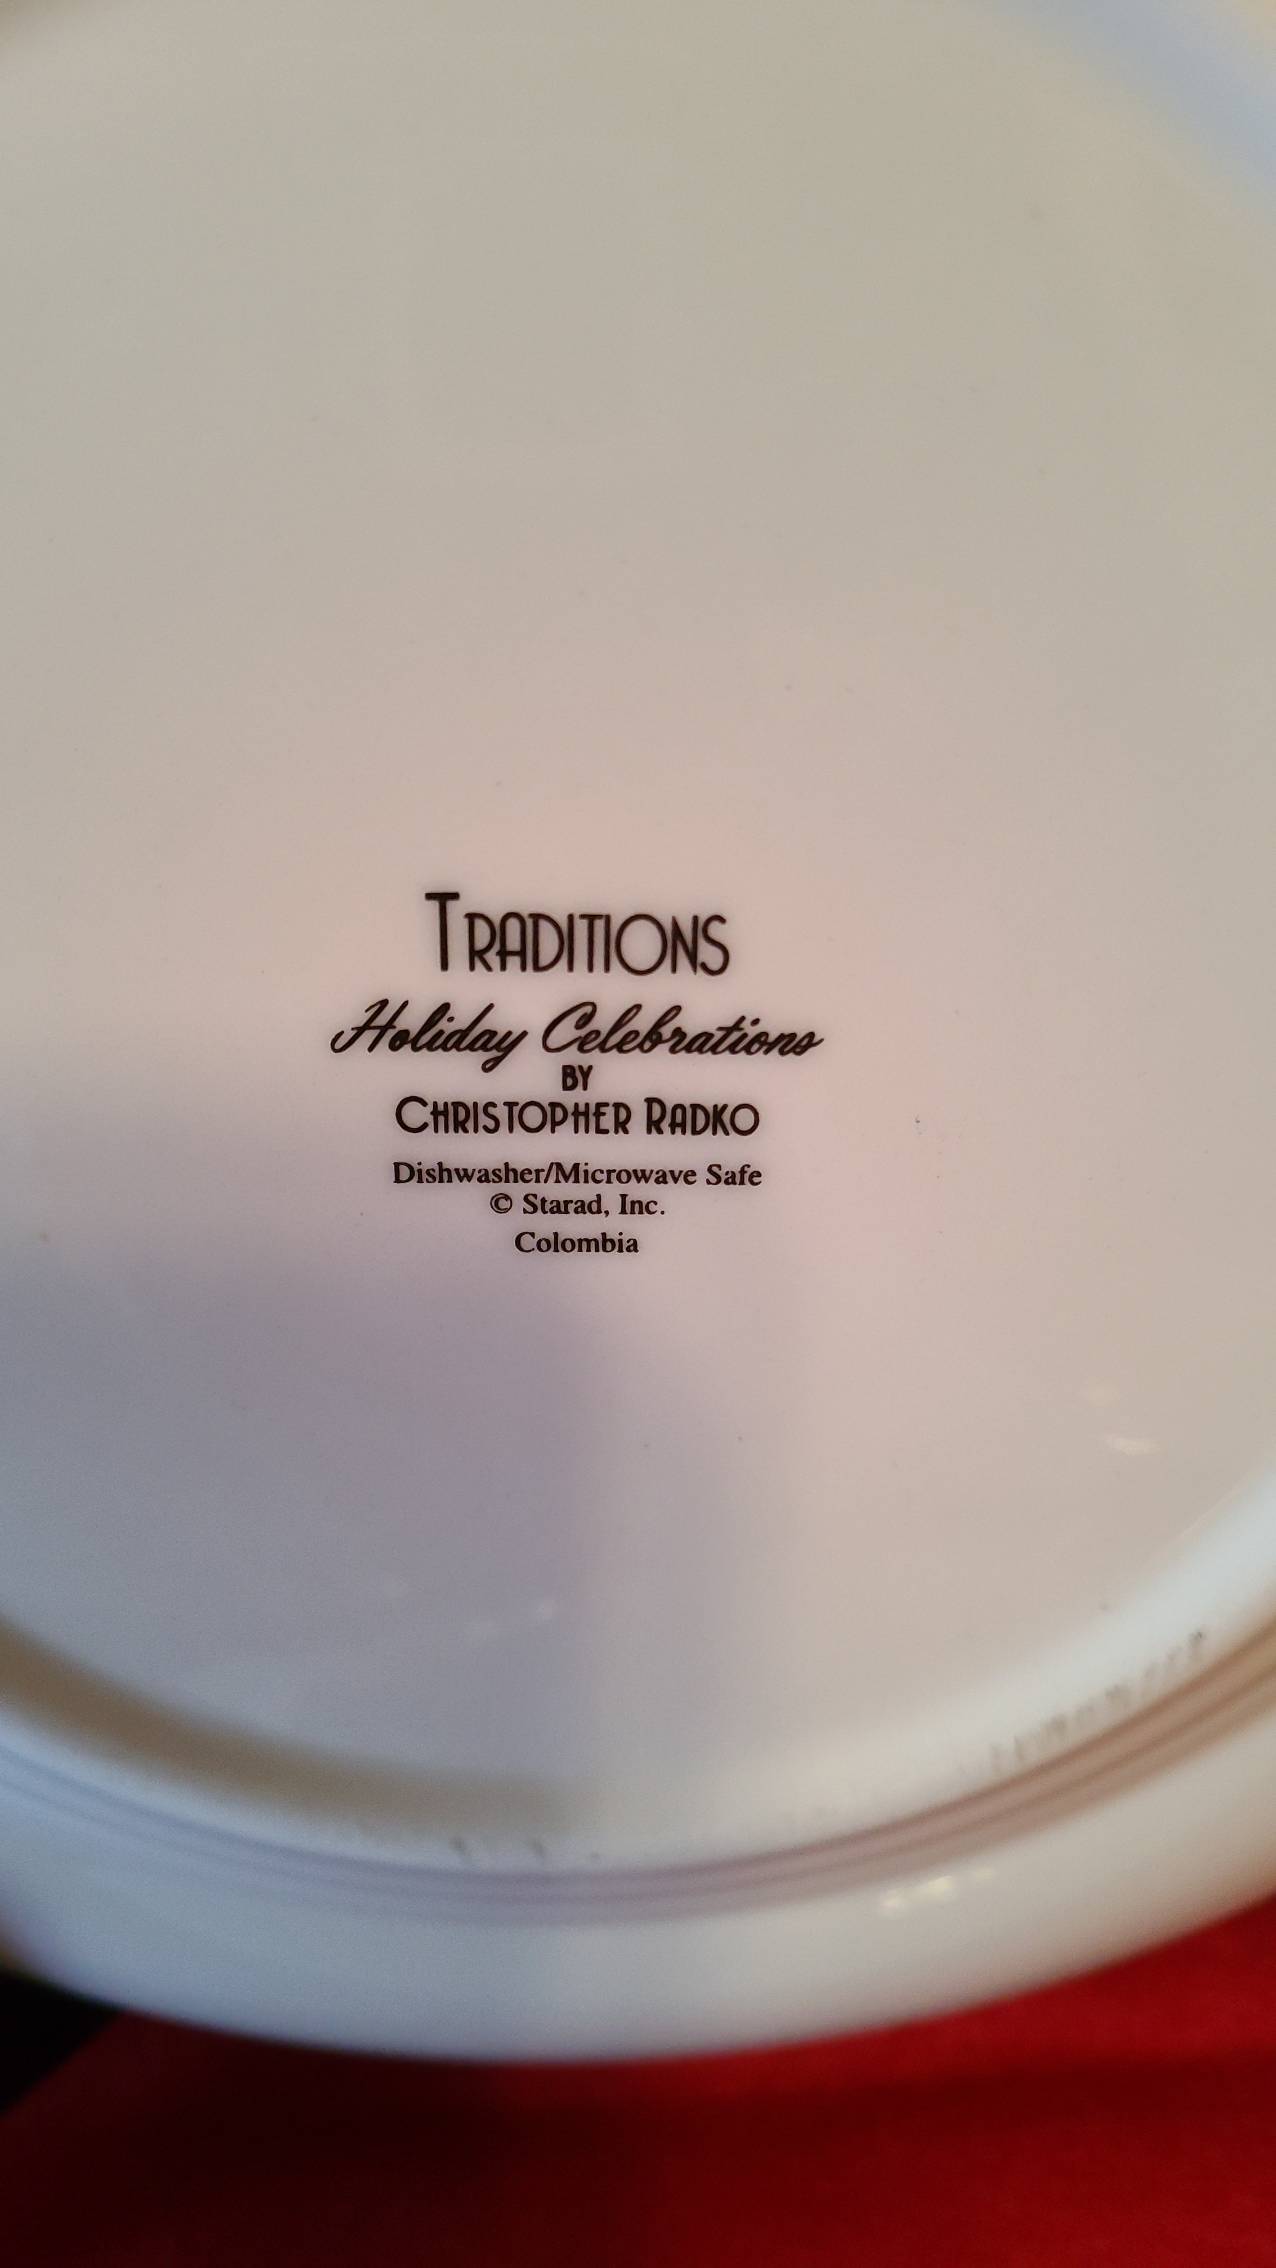 TRADITIONS
Holiday Celebrations
BY
CHRISTOPHER RADKO
Dishwasher/Microwave Safe
© Starad, Inc.
Colombia